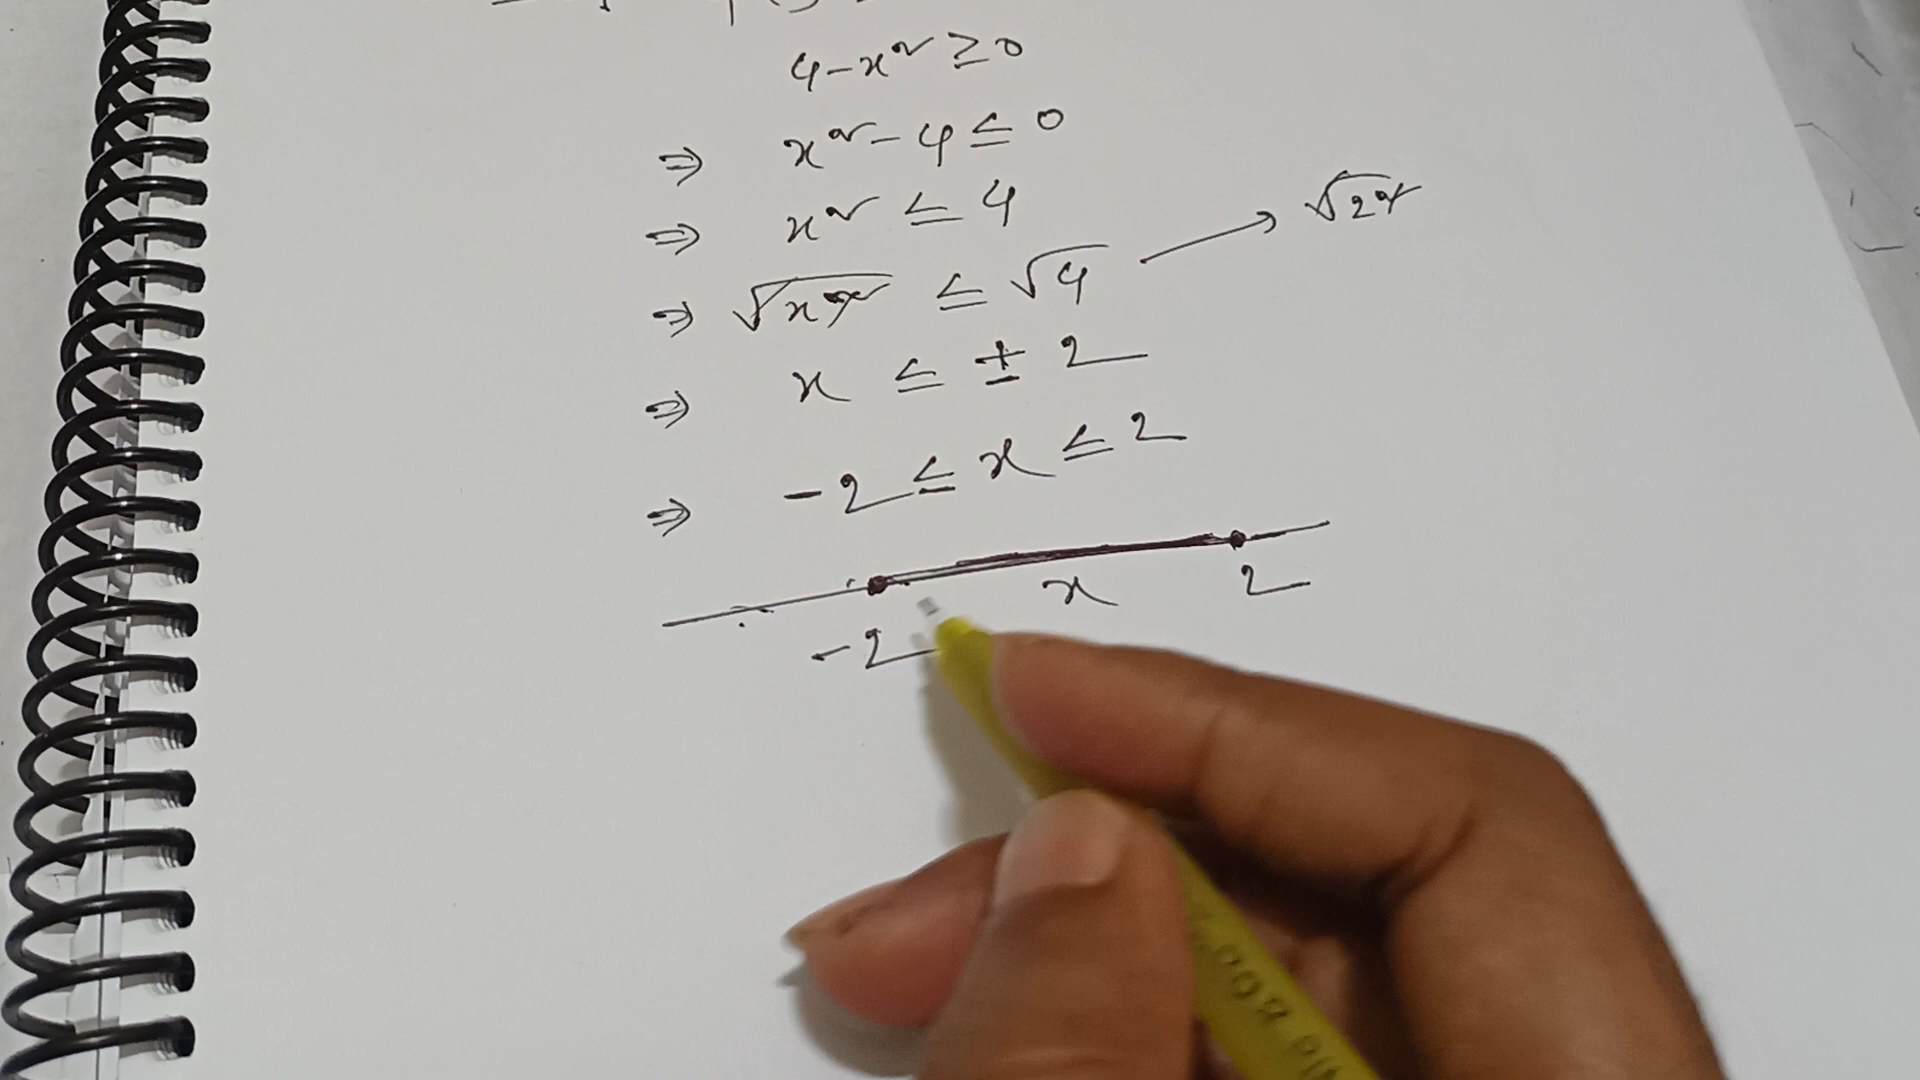 4-x² ≥ 0
⇒ x² - 4 ≤ 0
⇒ x² ≤ 4
⇒ √x² ≤ √4 → √2²
⇒ x ≤ ± 2
⇒ -2 ≤ x ≤ 2
-2 x 2